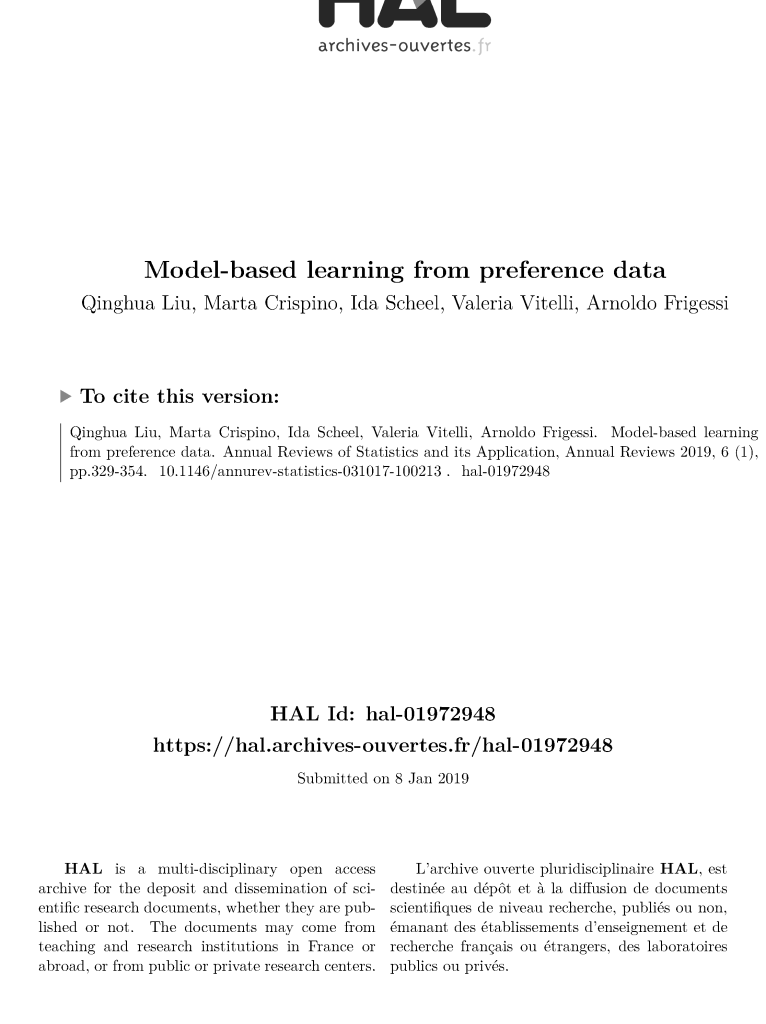 HAL
archives-ouvertes.fr
Model-based learning from preference data
Qinghua Liu, Marta Crispino, Ida Scheel, Valeria Vitelli, Arnoldo Frigessi
To cite this version:
Qinghua Liu, Marta Crispino, Ida Scheel, Valeria Vitelli, Arnoldo Frigessi. Model-based learning
from preference data. Annual Reviews of Statistics and its Application, Annual Reviews 2019, 6 (1),
pp.329-354. 10.1146/annurev-statistics-031017-100213 . hal-01972948
HAL Id: hal-01972948
https://hal.archives-ouvertes.fr/hal-01972948
Submitted on 8 Jan 2019
HAL is a multi-disciplinary open access
archive for the deposit and dissemination of sci-
entific research documents, whether they are pub-
lished or not. The documents may come from
teaching and research institutions in France or
abroad, or from public or private research centers.
L'archive ouverte pluridisciplinaire HAL, est
destinée au dépôt et à la diffusion de documents
scientifiques de niveau recherche, publiés ou non,
émanant des établissements d'enseignement et de
recherche français ou étrangers, des laboratoires
publics ou privés.